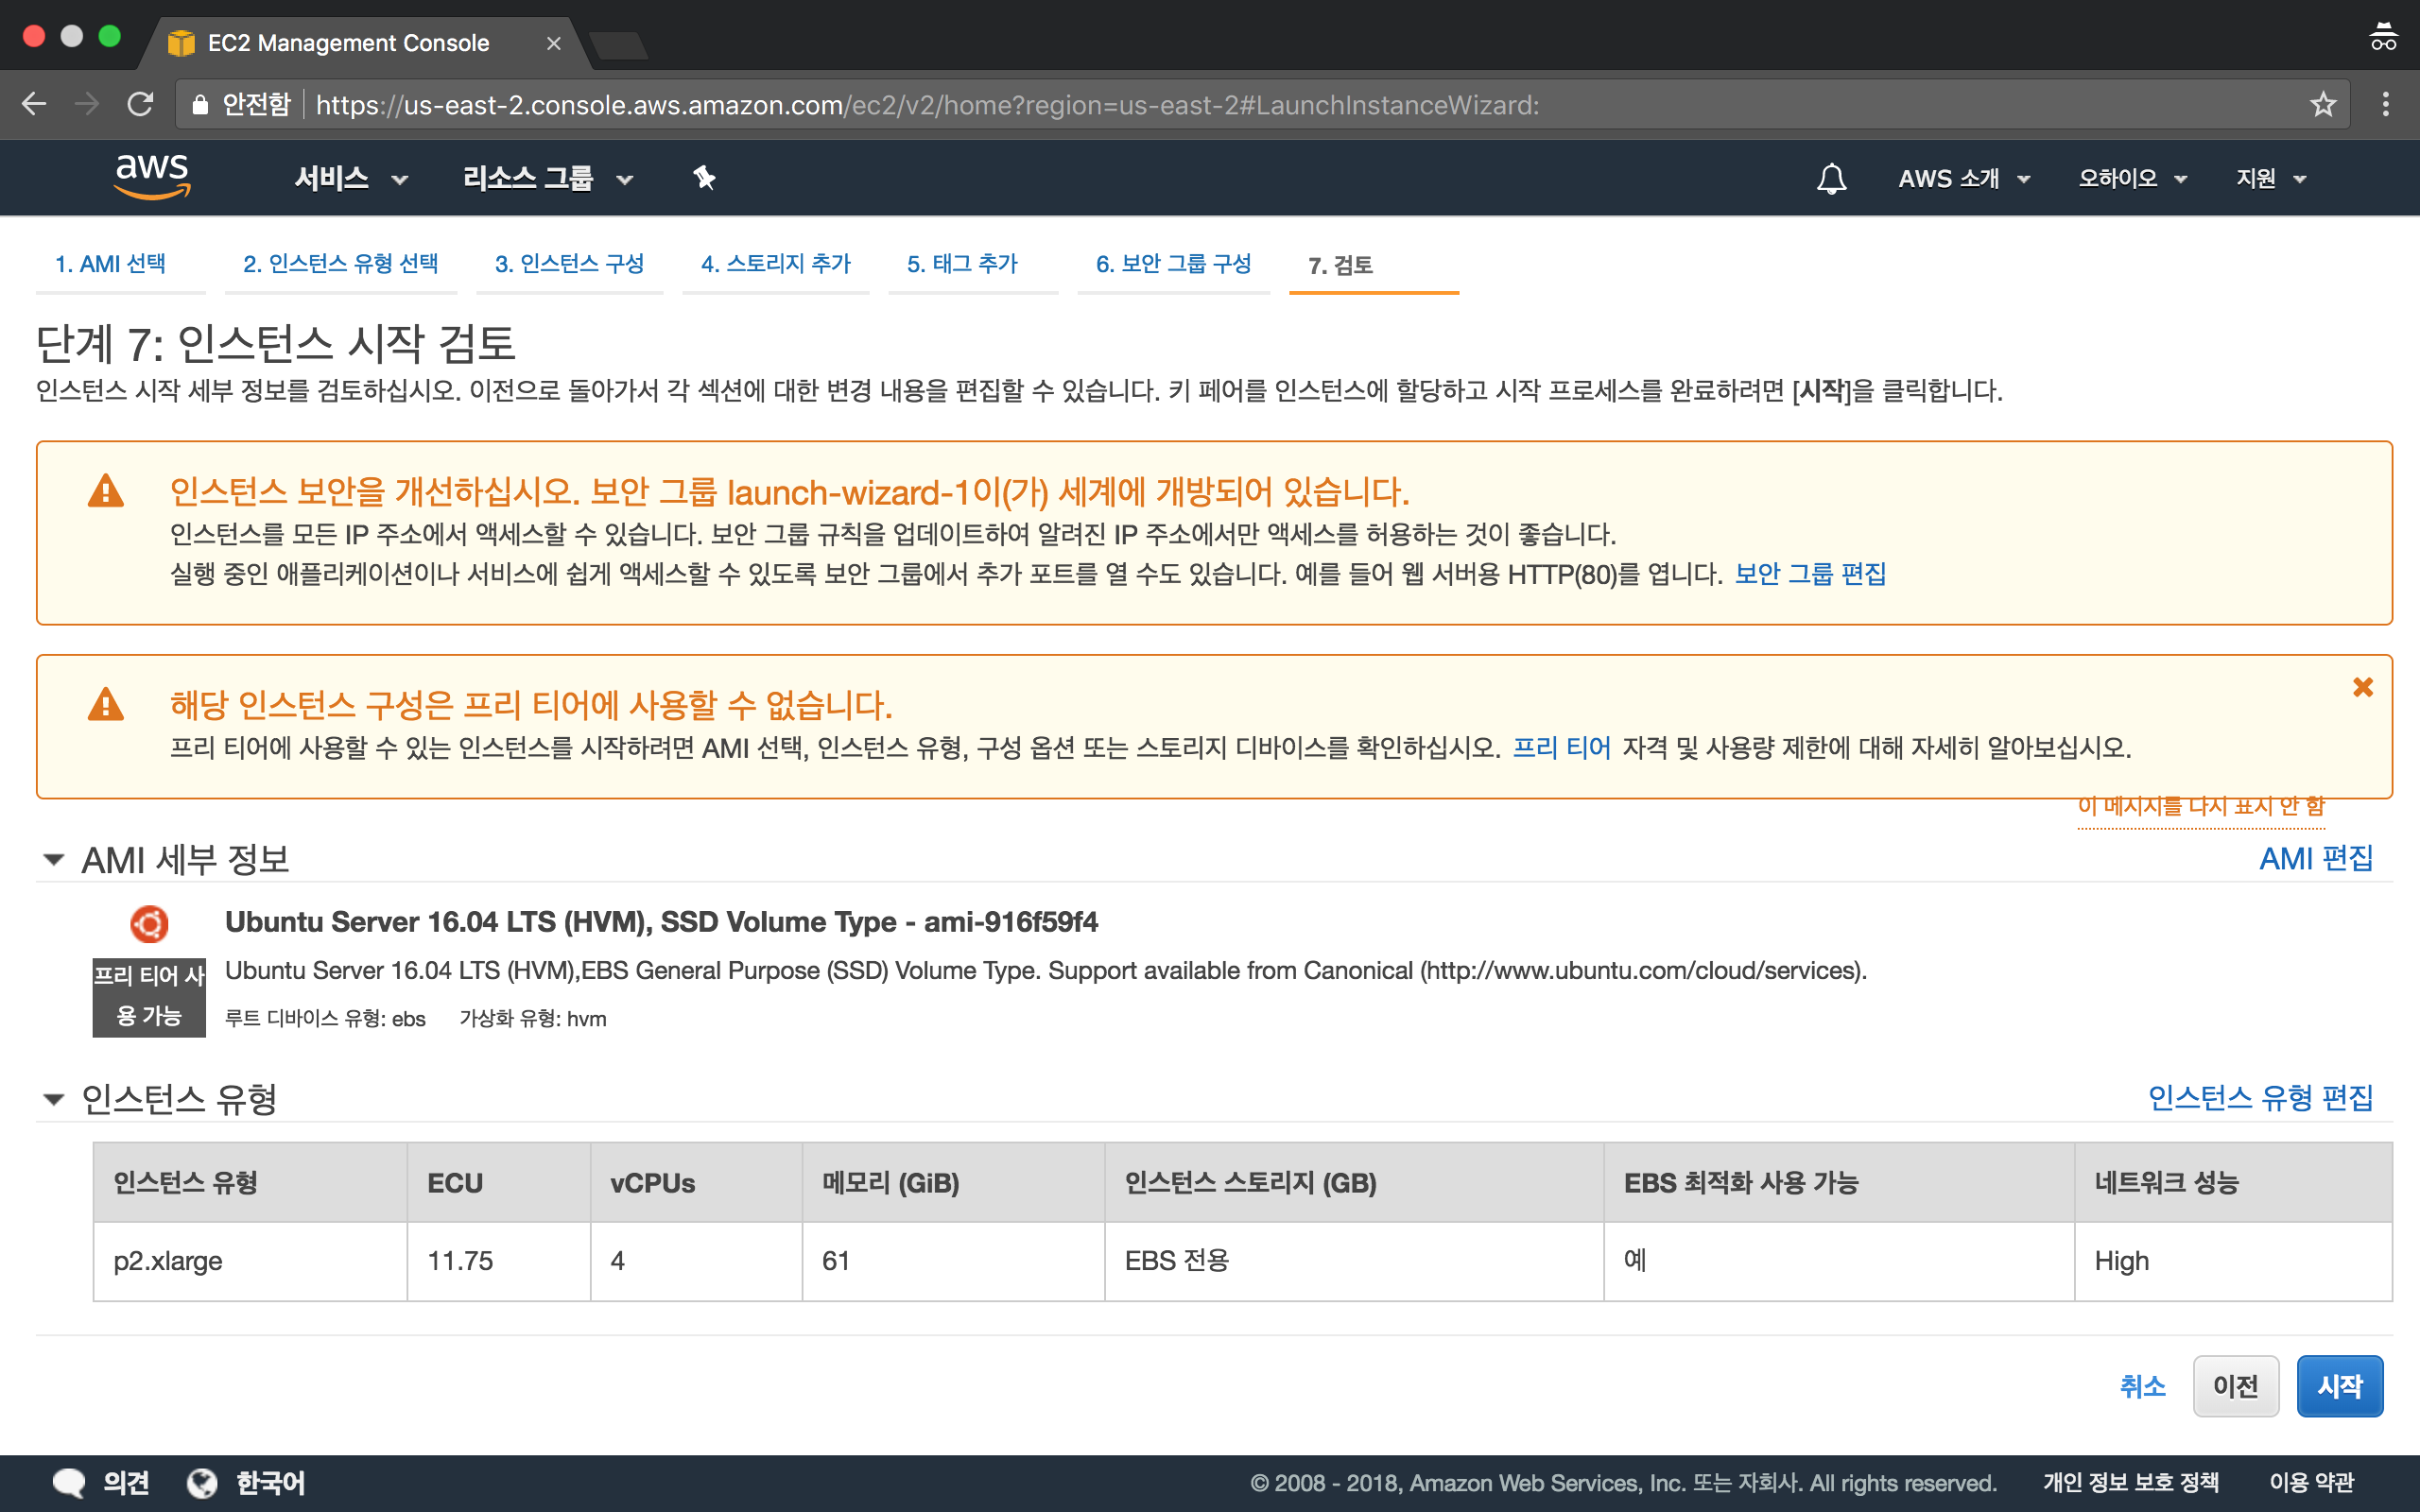 EC2 Management Console
안전함 https://us-east-2.console.aws.amazon.com/ec2/v2/home?region=us-east-2#LaunchInstanceWizard:
aws 서비스 리소스 그룹 AWS 소개 오하이오 지원
1. AMI 선택 2. 인스턴스 유형 선택 3. 인스턴스 구성 4. 스토리지 추가 5. 태그 추가 6. 보안 그룹 구성 7. 검토
단계 7: 인스턴스 시작 검토
인스턴스 시작 세부 정보를 검토하십시오. 이전으로 돌아가서 각 섹션에 대한 변경 내용을 편집할 수 있습니다. 키 페어를 인스턴스에 할당하고 시작 프로세스를 완료하려면 [시작]을 클릭합니다.
인스턴스 보안을 개선하십시오. 보안 그룹 launch-wizard-1이(가) 세계에 개방되어 있습니다.
인스턴스를 모든 IP 주소에서 액세스할 수 있습니다. 보안 그룹 규칙을 업데이트하여 알려진 IP 주소에서만 액세스를 허용하는 것이 좋습니다.
실행 중인 애플리케이션이나 서비스에 쉽게 액세스할 수 있도록 보안 그룹에서 추가 포트를 열 수도 있습니다. 예를 들어 웹 서버용 HTTP(80)를 엽니다. 보안 그룹 편집
해당 인스턴스 구성은 프리 티어에 사용할 수 없습니다.
프리 티어에 사용할 수 있는 인스턴스를 시작하려면 AMI 선택, 인스턴스 유형, 구성 옵션 또는 스토리지 디바이스를 확인하십시오. 프리 티어 자격 및 사용량 제한에 대해 자세히 알아보십시오.
이 메시지를 다시 표시 안 함
AMI 세부 정보 AMI 편집
Ubuntu Server 16.04 LTS (HVM), SSD Volume Type - ami-916f59f4
프리 티어 사용 가능
Ubuntu Server 16.04 LTS (HVM),EBS General Purpose (SSD) Volume Type. Support available from Canonical (http://www.ubuntu.com/cloud/services).
루트 디바이스 유형: ebs 가상화 유형: hvm
인스턴스 유형 인스턴스 유형 편집
인스턴스 유형 ECU vCPUs 메모리 (GiB) 인스턴스 스토리지 (GB) EBS 최적화 사용 가능 네트워크 성능
p2.xlarge 11.75 4 61 EBS 전용 예 High
취소 이전 시작
의견 한국어 © 2008 - 2018, Amazon Web Services, Inc. 또는 자회사. All rights reserved. 개인 정보 보호 정책 이용 약관